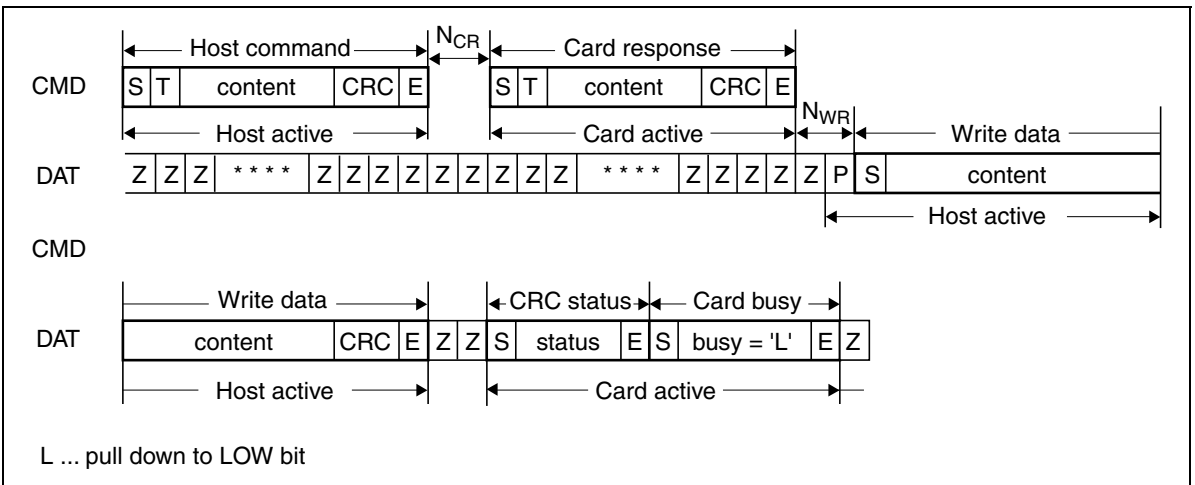 Host command N_CR Card response
CMD S T content CRC E S T content CRC E
Host active Card active N_WR Write data
DAT Z Z Z * * * * Z Z Z Z Z Z Z Z Z * * * * Z Z Z Z Z P S content
Host active
CMD
Write data CRC status Card busy
DAT content CRC E Z Z S status E S busy = 'L' E Z
Host active Card active
L ... pull down to LOW bit